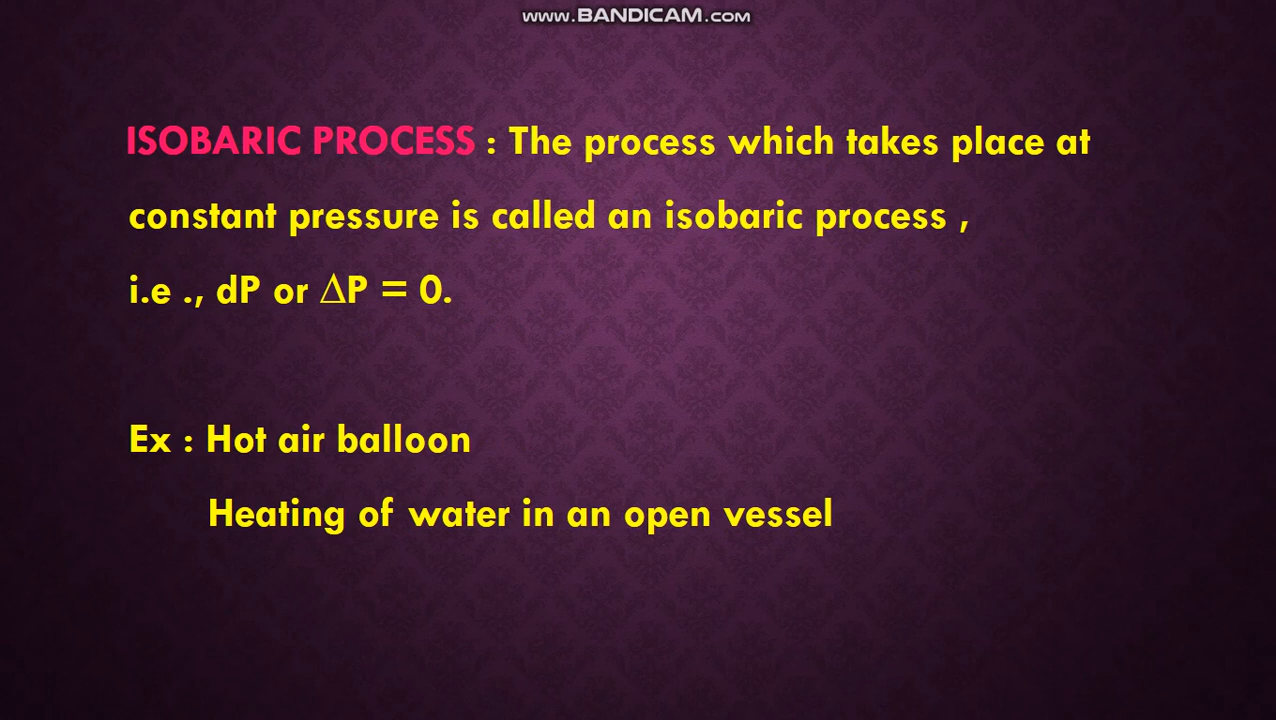 www.BANDICAM.com
ISOBARIC PROCESS : The process which takes place at
constant pressure is called an isobaric process ,
i.e ., dP or ∆P = 0.
Ex : Hot air balloon
Heating of water in an open vessel